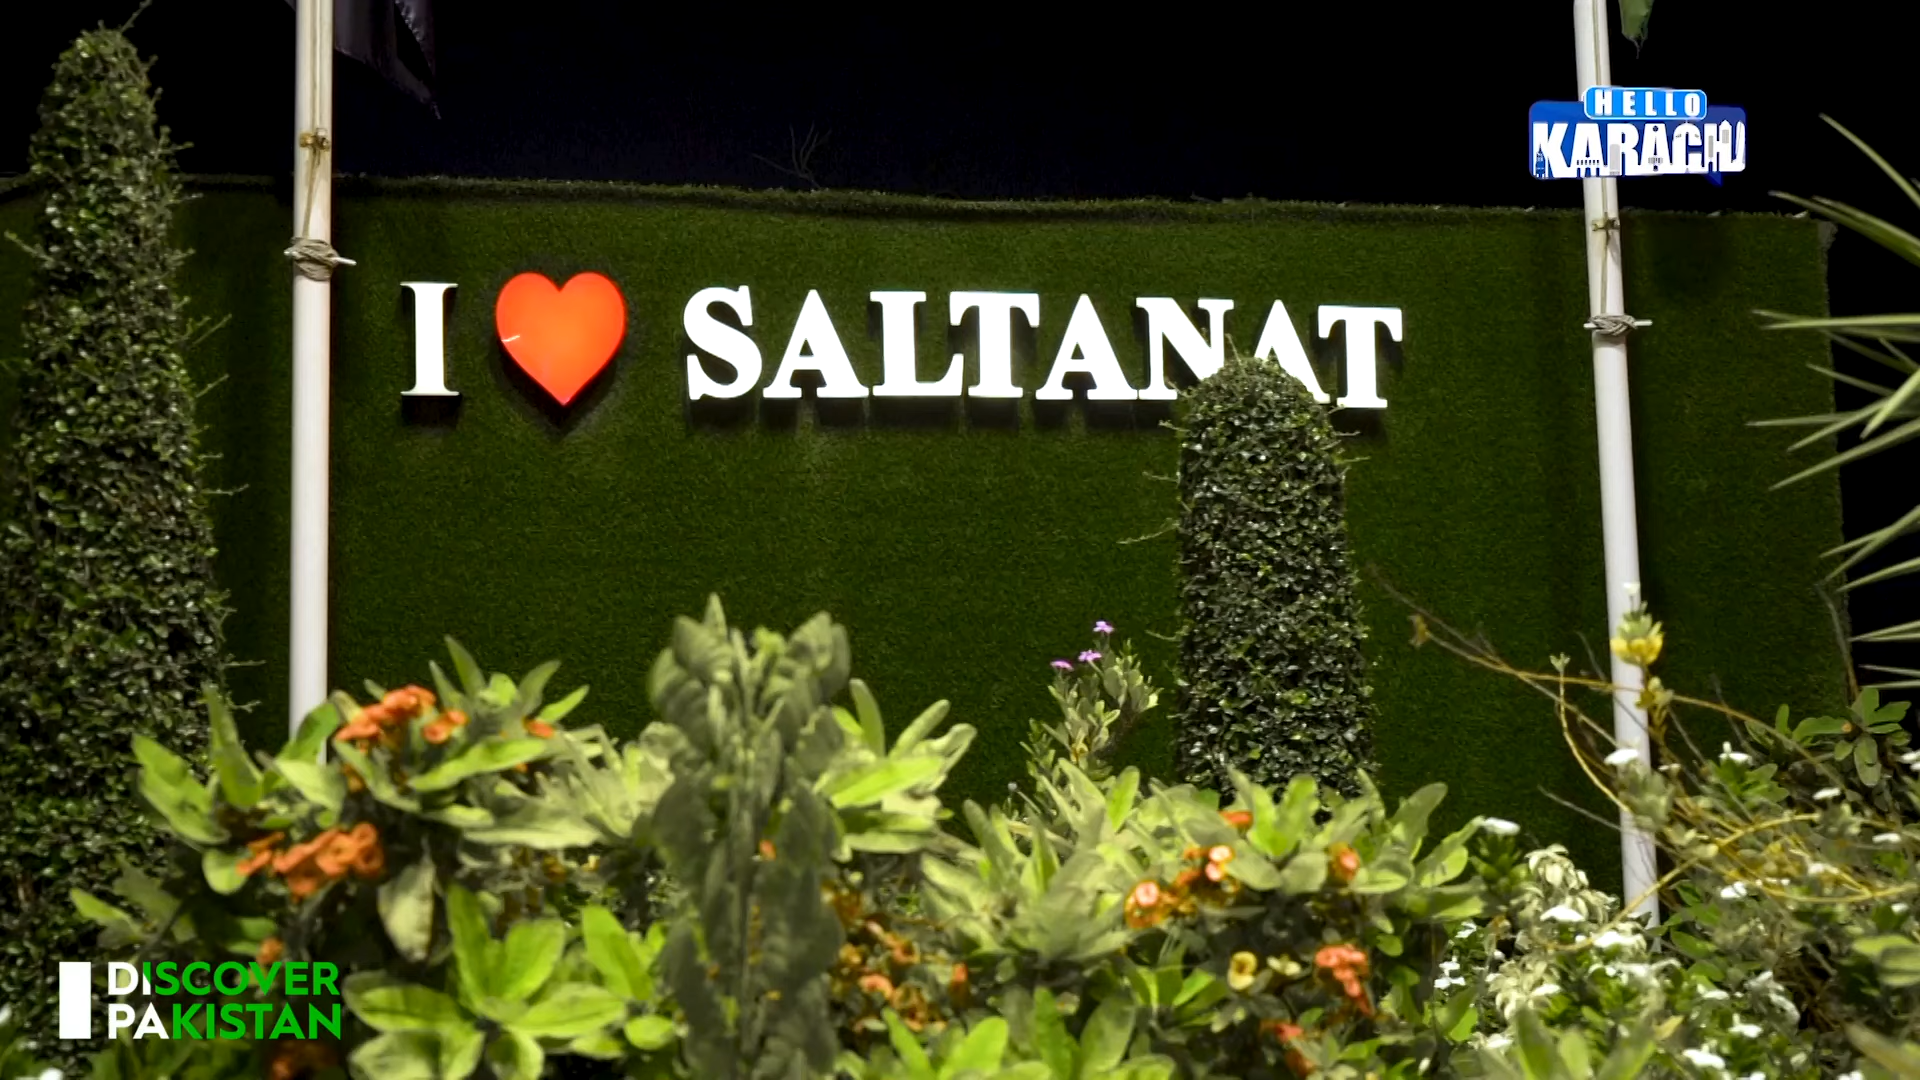 HELLO
KARACHI
I ❤ SALTANAT
DISCOVER
PAKISTAN